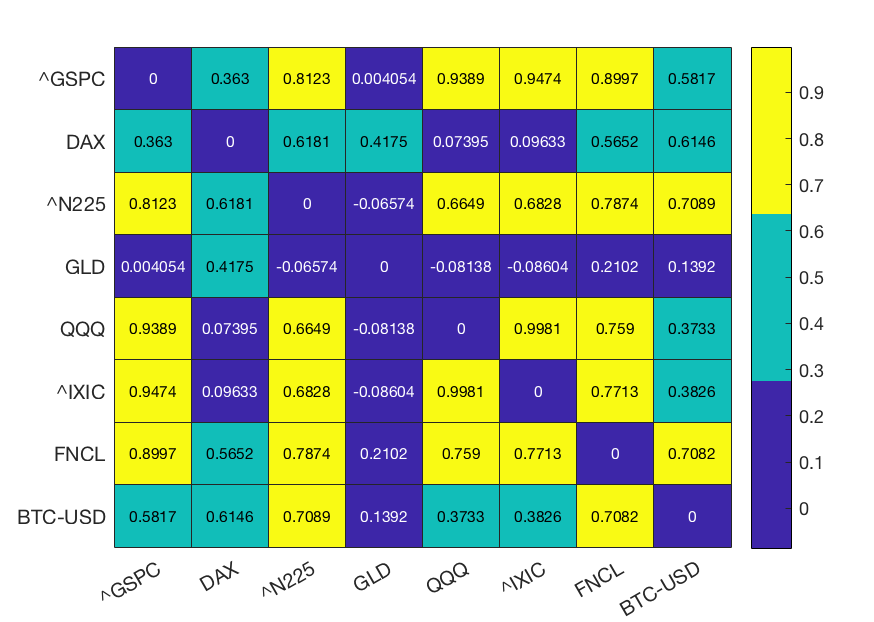 ^GSPC 0 0.363 0.8123 0.004054 0.9389 0.9474 0.8997 0.5817
DAX 0.363 0 0.6181 0.4175 0.07395 0.09633 0.5652 0.6146
^N225 0.8123 0.6181 0 -0.06574 0.6649 0.6828 0.7874 0.7089
GLD 0.004054 0.4175 -0.06574 0 -0.08138 -0.08604 0.2102 0.1392
QQQ 0.9389 0.07395 0.6649 -0.08138 0 0.9981 0.759 0.3733
^IXIC 0.9474 0.09633 0.6828 -0.08604 0.9981 0 0.7713 0.3826
FNCL 0.8997 0.5652 0.7874 0.2102 0.759 0.7713 0 0.7082
BTC-USD 0.5817 0.6146 0.7089 0.1392 0.3733 0.3826 0.7082 0
^GSPC DAX ^N225 GLD QQQ ^IXIC FNCL BTC-USD
0.9
0.8
0.7
0.6
0.5
0.4
0.3
0.2
0.1
0